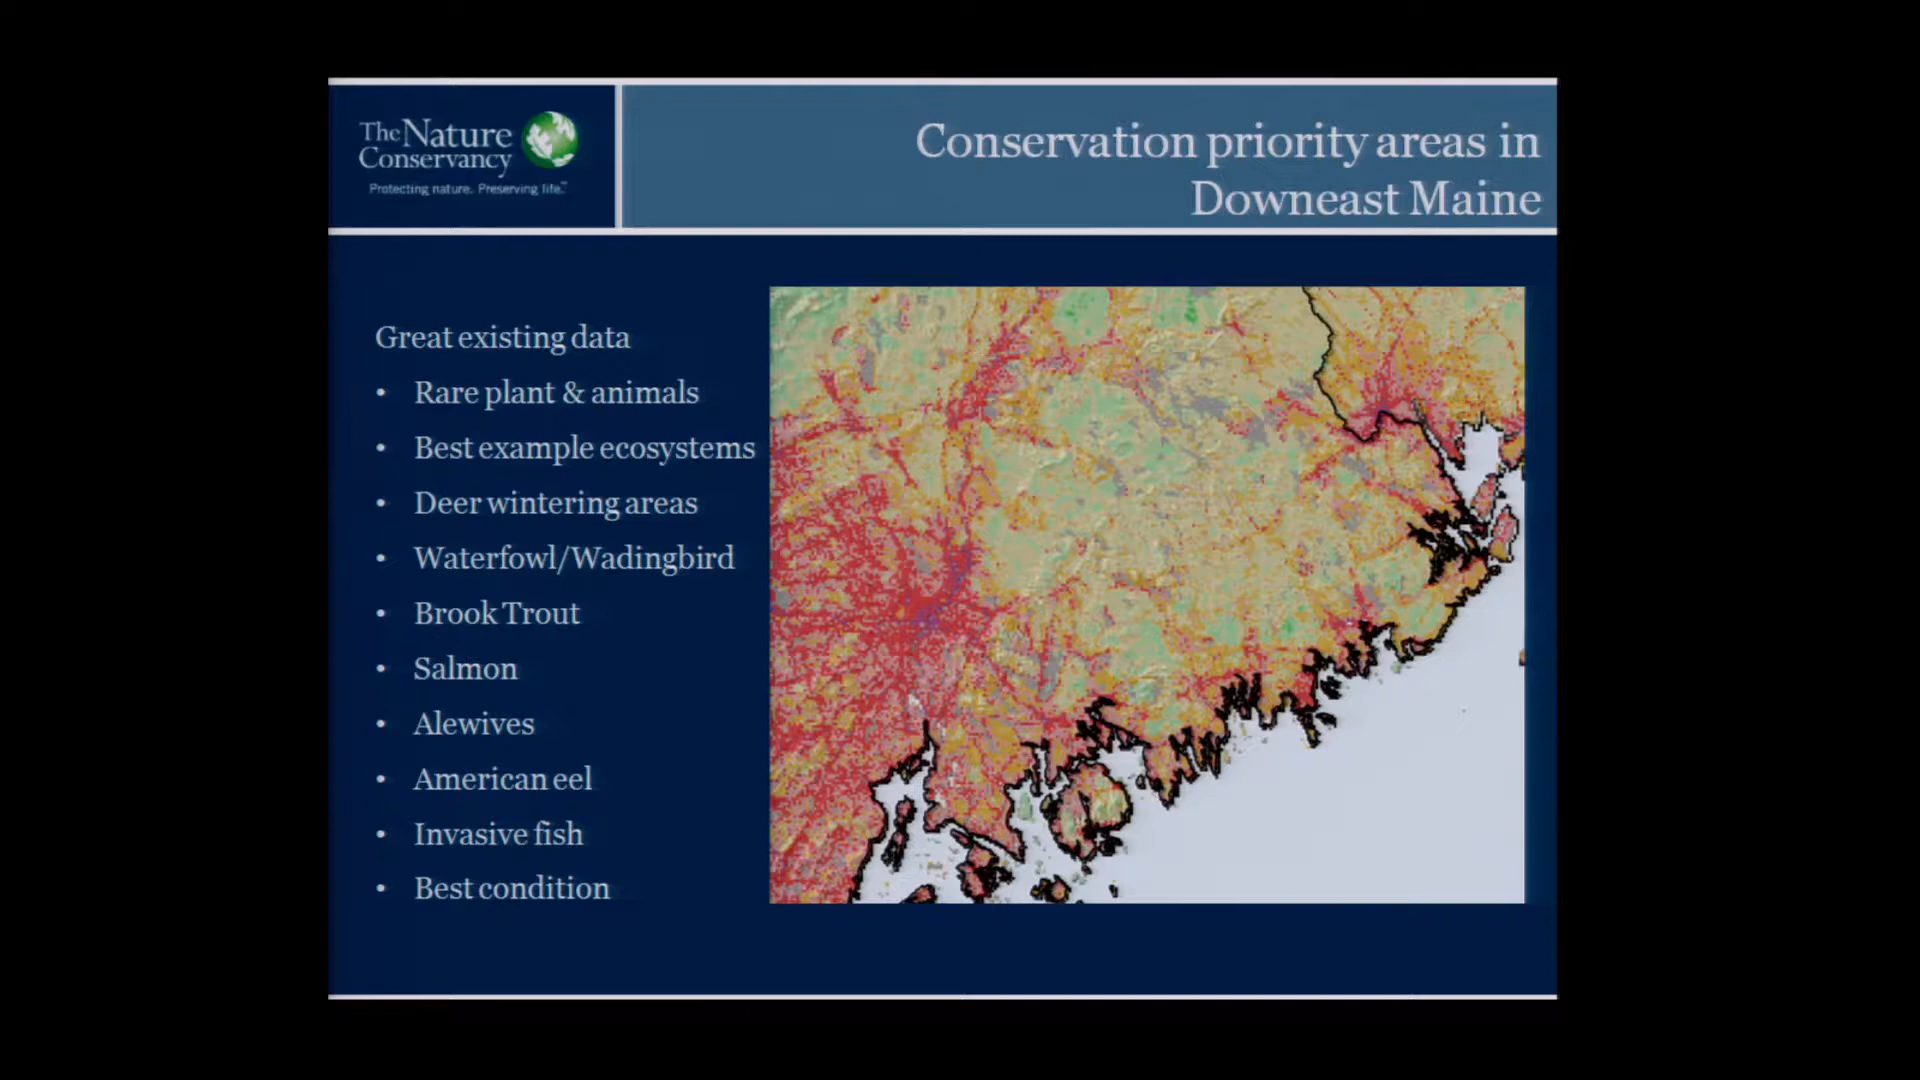 The Nature
Conservancy
Protecting nature. Preserving life.™
Conservation priority areas in
Downeast Maine
Great existing data
• Rare plant & animals
• Best example ecosystems
• Deer wintering areas
• Waterfowl/Wadingbird
• Brook Trout
• Salmon
• Alewives
• American eel
• Invasive fish
• Best condition